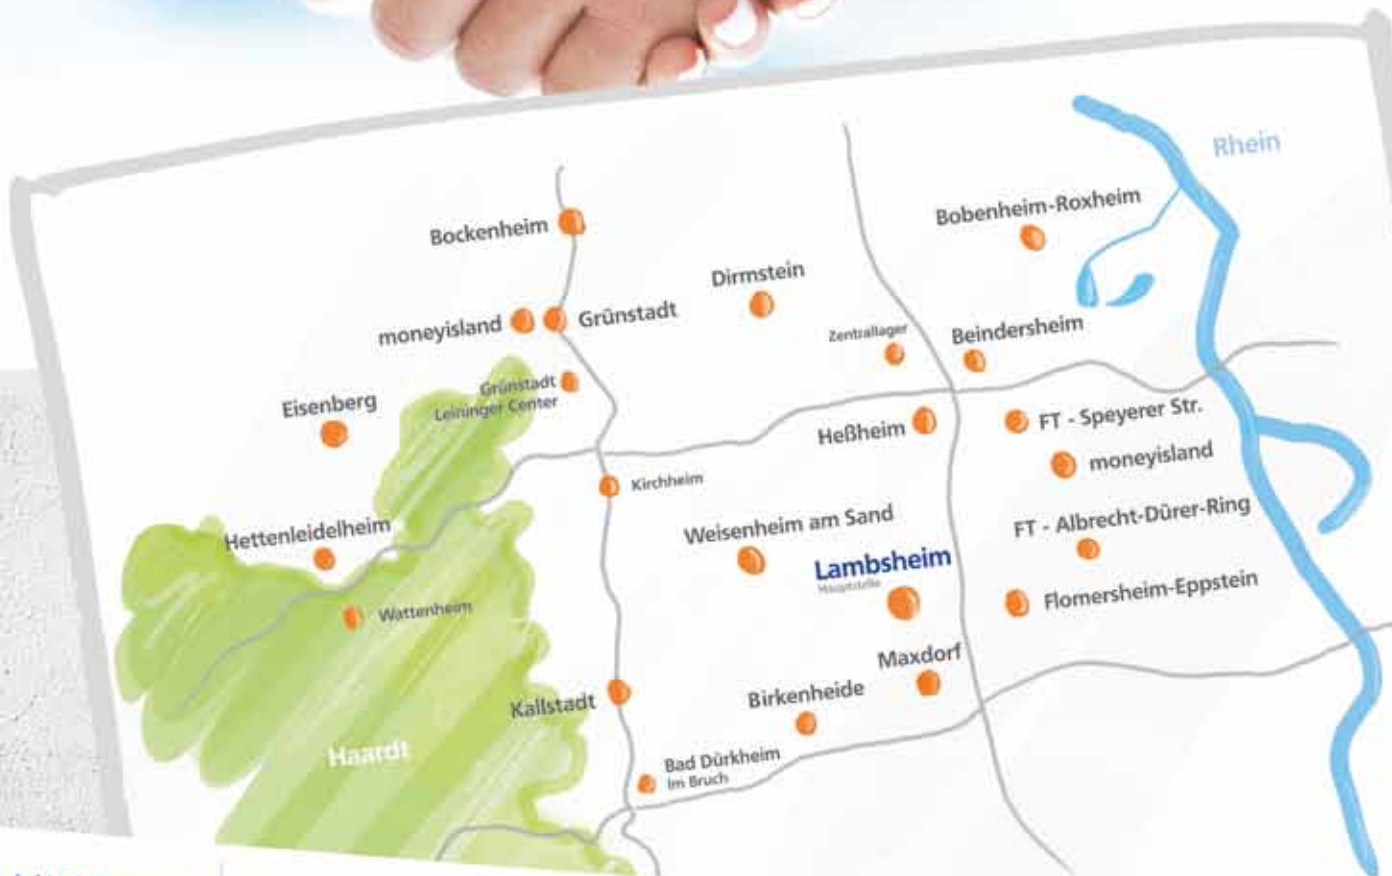 Rhein
Bobenheim-Roxheim
Bockenheim
Dirmstein
moneyisland
Grünstadt
Zentrallager
Beindersheim
Grünstadt
Leininger Center
Eisenberg
Heßheim
FT - Speyerer Str.
moneyisland
Kirchheim
Hettenleidelheim
Weisenheim am Sand
FT - Albrecht-Dürer-Ring
Lambsheim
Hauptstelle
Flomersheim-Eppstein
Wattenheim
Maxdorf
Kallstadt
Birkenheide
Haardt
Bad Dürkheim
Im Bruch